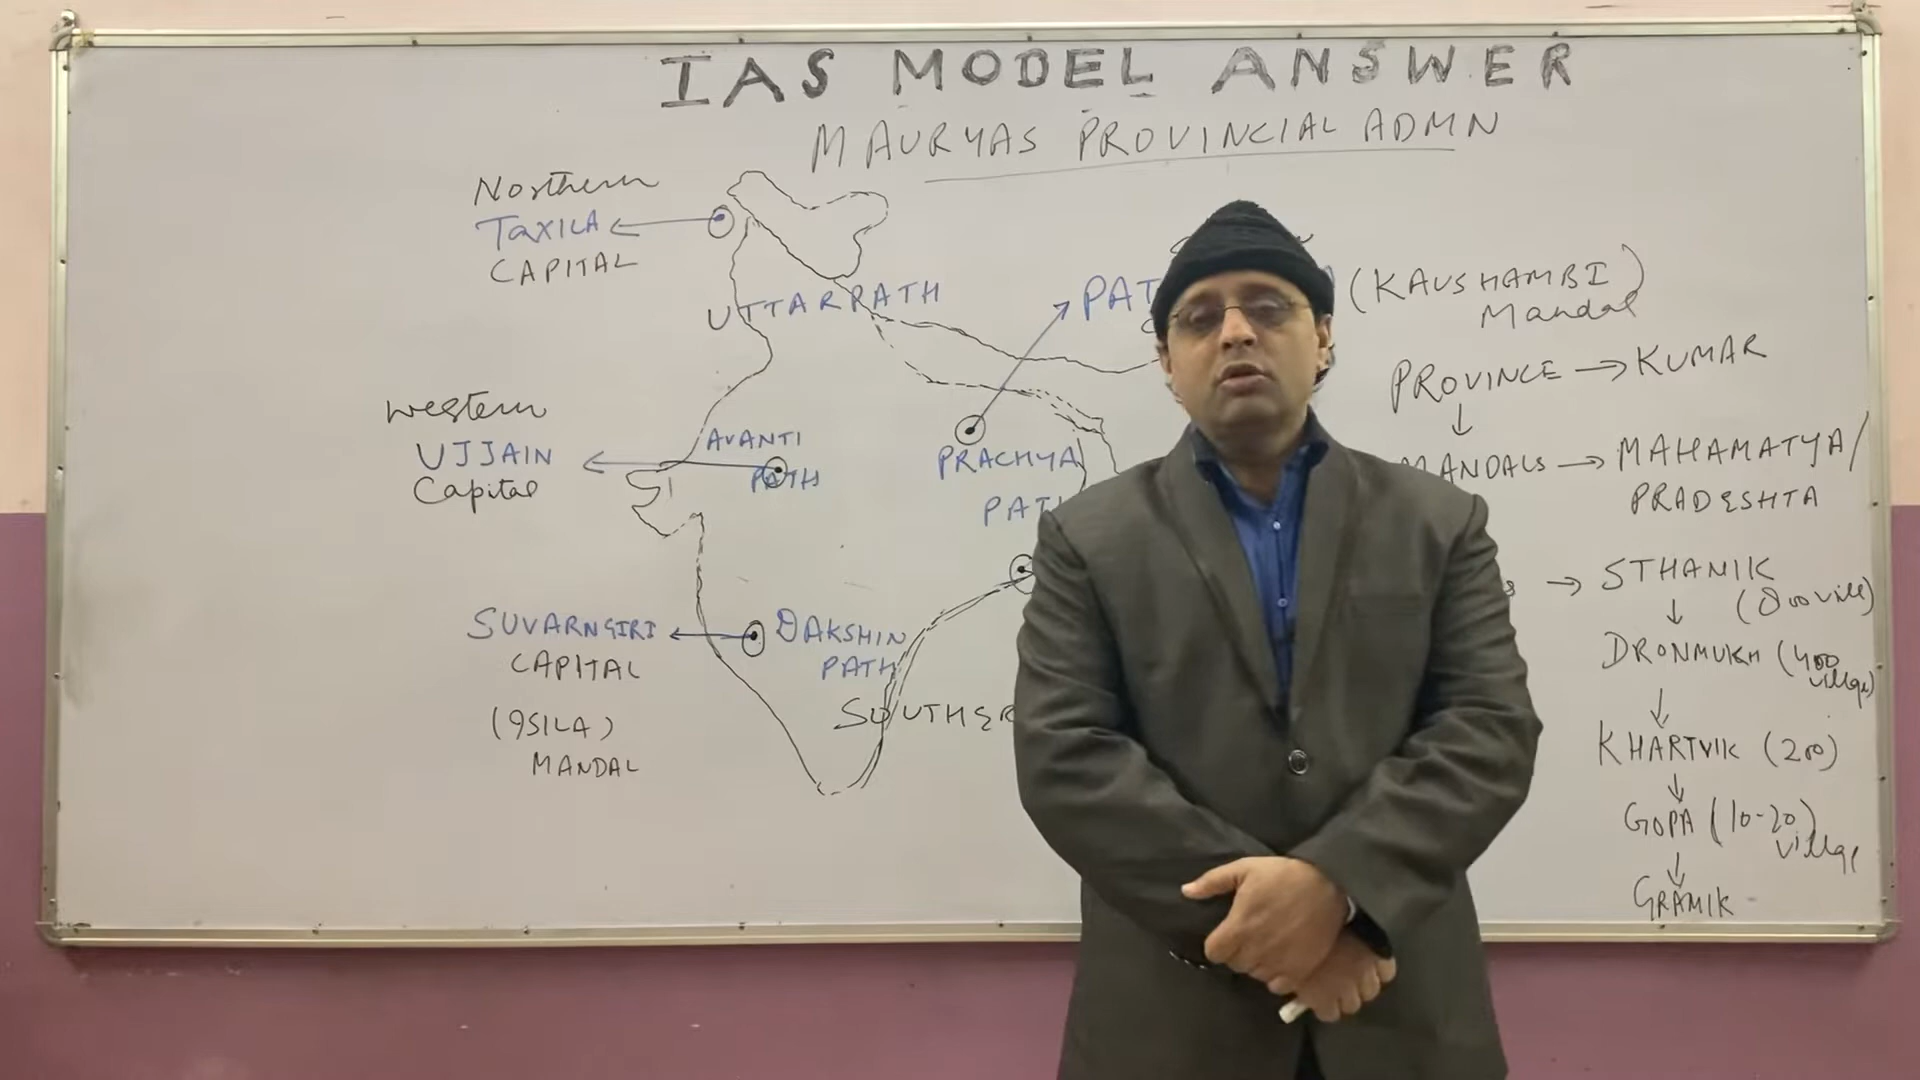 IAS MODEL ANSWER
MAURYAS PROVINCIAL ADMN
Northern
TAXILA
CAPITAL
UTTARPATH
(KAUSHAMBI)
Mandal
PROVINCE → KUMAR
↓
MANDALS → MAHAMATYA/
PRADESHTA
western
UJJAIN
Capital
AVANTI
PATH
PRACHYA
→ STHANIK
(800 vill)
↓
DRONMUKH (400
village)
↓
KHARTVIK (200)
↓
GOPA (10-20)
village
↓
GRAMIK
SUVARNGIRI
CAPITAL
(ISILA)
MANDAL
DAKSHIN
PATH